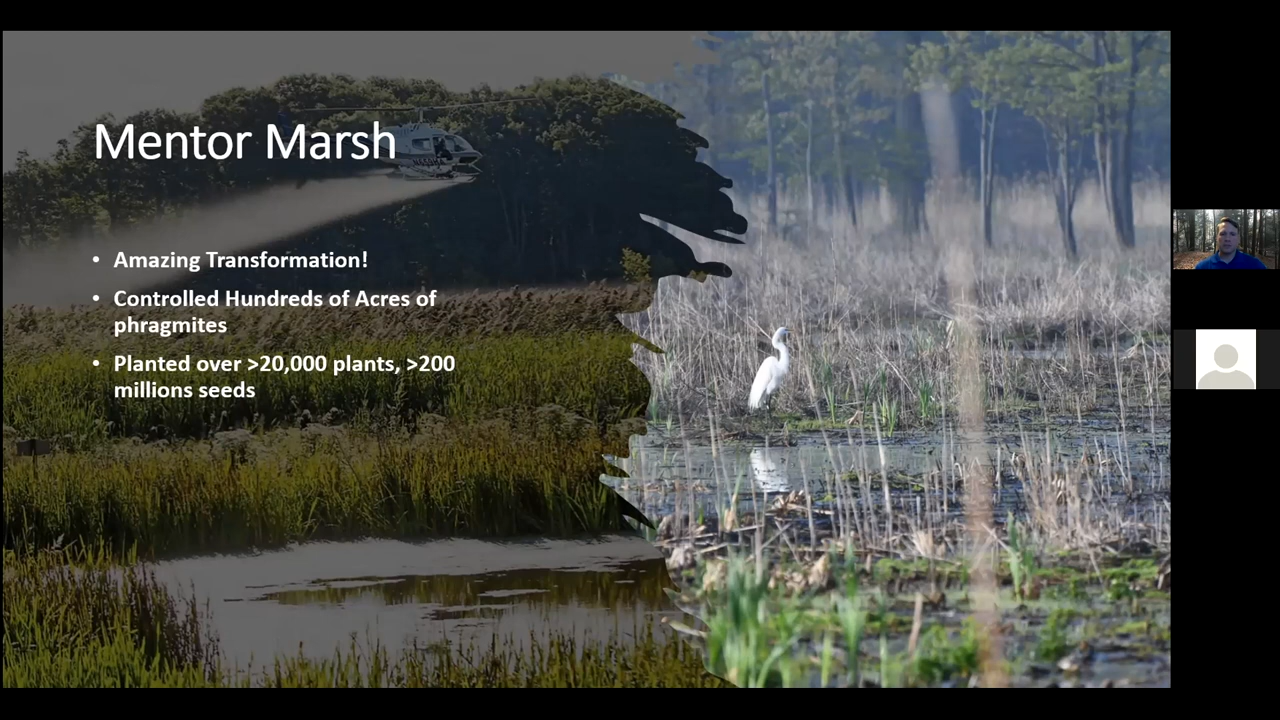 Mentor Marsh
• Amazing Transformation!
• Controlled Hundreds of Acres of
phragmites
• Planted over >20,000 plants, >200
millions seeds